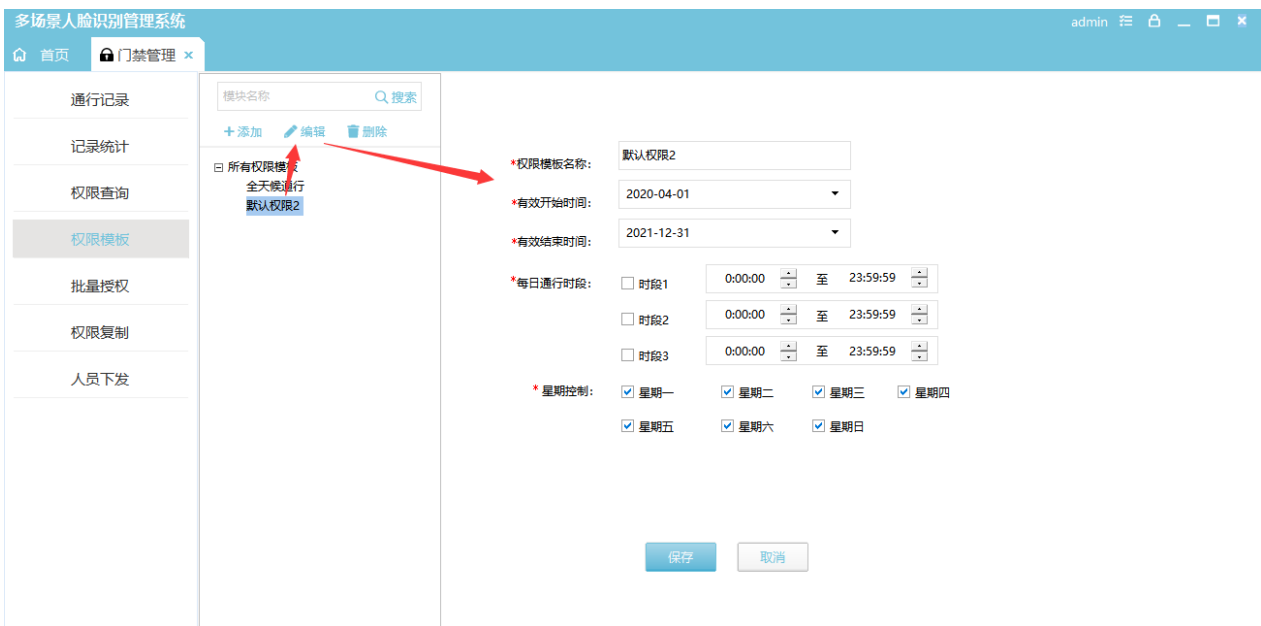 多场景人脸识别管理系统
admin
首页
门禁管理
通行记录
记录统计
权限查询
权限模板
批量授权
权限复制
人员下发
模块名称
搜索
添加
编辑
删除
所有权限模板
全天候通行
默认权限2
*权限模板名称: 默认权限2
*有效开始时间: 2020-04-01
*有效结束时间: 2021-12-31
*每日通行时段: 时段1 0:00:00 至 23:59:59
时段2 0:00:00 至 23:59:59
时段3 0:00:00 至 23:59:59
* 星期控制: 星期一 星期二 星期三 星期四
星期五 星期六 星期日
保存 取消